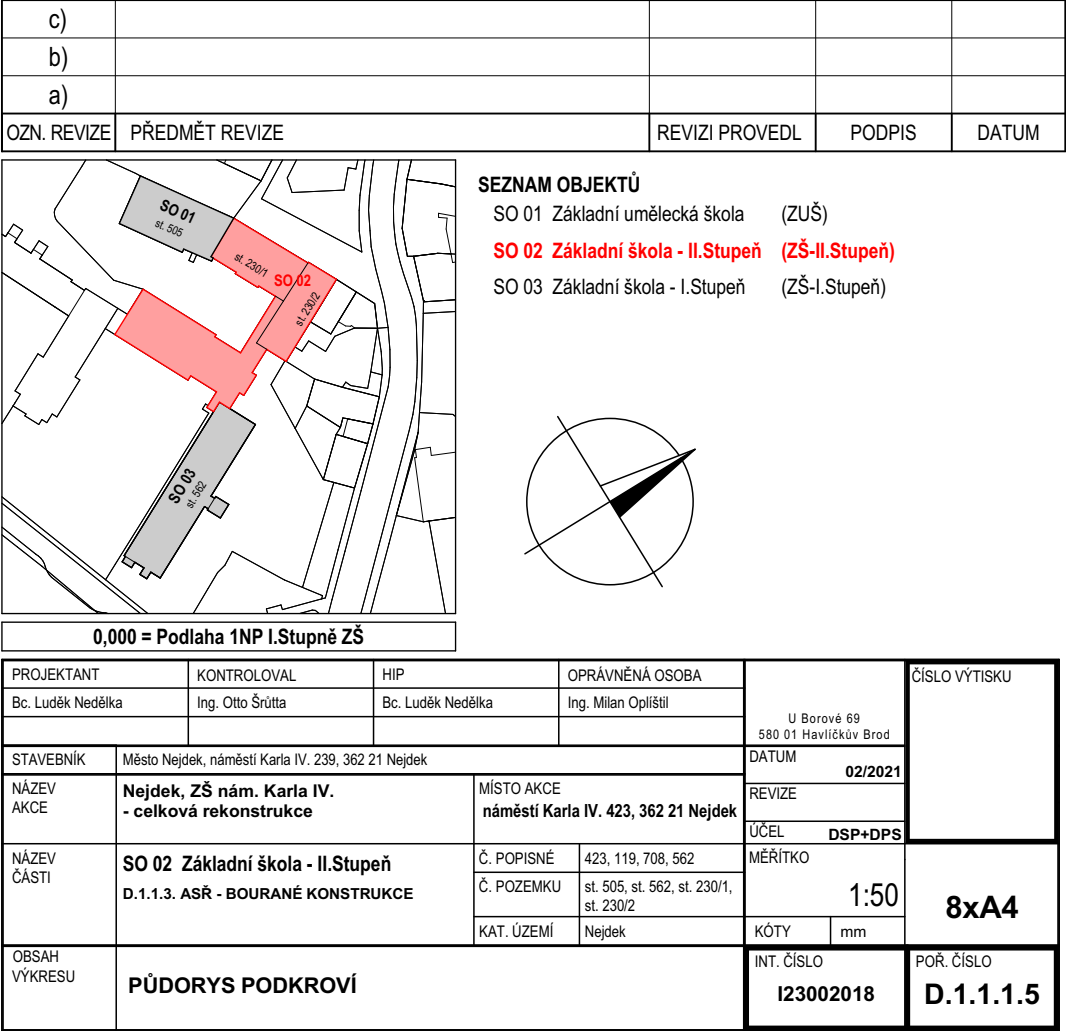 c)
b)
a)
OZN. REVIZE PŘEDMĚT REVIZE REVIZI PROVEDL PODPIS DATUM
SO 01
st. 505
st. 230/1
SO 02
st. 230/2
SO 03
st. 562
SEZNAM OBJEKTŮ
SO 01 Základní umělecká škola (ZUŠ)
SO 02 Základní škola - II.Stupeň (ZŠ-II.Stupeň)
SO 03 Základní škola - I.Stupeň (ZŠ-I.Stupeň)
0,000 = Podlaha 1NP I.Stupně ZŠ
PROJEKTANT KONTROLOVAL HIP OPRÁVNĚNÁ OSOBA
Bc. Luděk Nedělka Ing. Otto Šrůtta Bc. Luděk Nedělka Ing. Milan Oplíštil
U Borové 69
580 01 Havlíčkův Brod
ČÍSLO VÝTISKU
STAVEBNÍK Město Nejdek, náměstí Karla IV. 239, 362 21 Nejdek
DATUM
02/2021
NÁZEV
AKCE
Nejdek, ZŠ nám. Karla IV.
- celková rekonstrukce
MÍSTO AKCE
náměstí Karla IV. 423, 362 21 Nejdek
REVIZE
ÚČEL DSP+DPS
NÁZEV
ČÁSTI
SO 02 Základní škola - II.Stupeň
D.1.1.3. ASŘ - BOURANÉ KONSTRUKCE
Č. POPISNÉ 423, 119, 708, 562
Č. POZEMKU st. 505, st. 562, st. 230/1,
st. 230/2
KAT. ÚZEMÍ Nejdek
MĚŘÍTKO
1:50
KÓTY mm
8xA4
OBSAH
VÝKRESU
PŮDORYS PODKROVÍ
INT. ČÍSLO
I23002018
POŘ. ČÍSLO
D.1.1.1.5